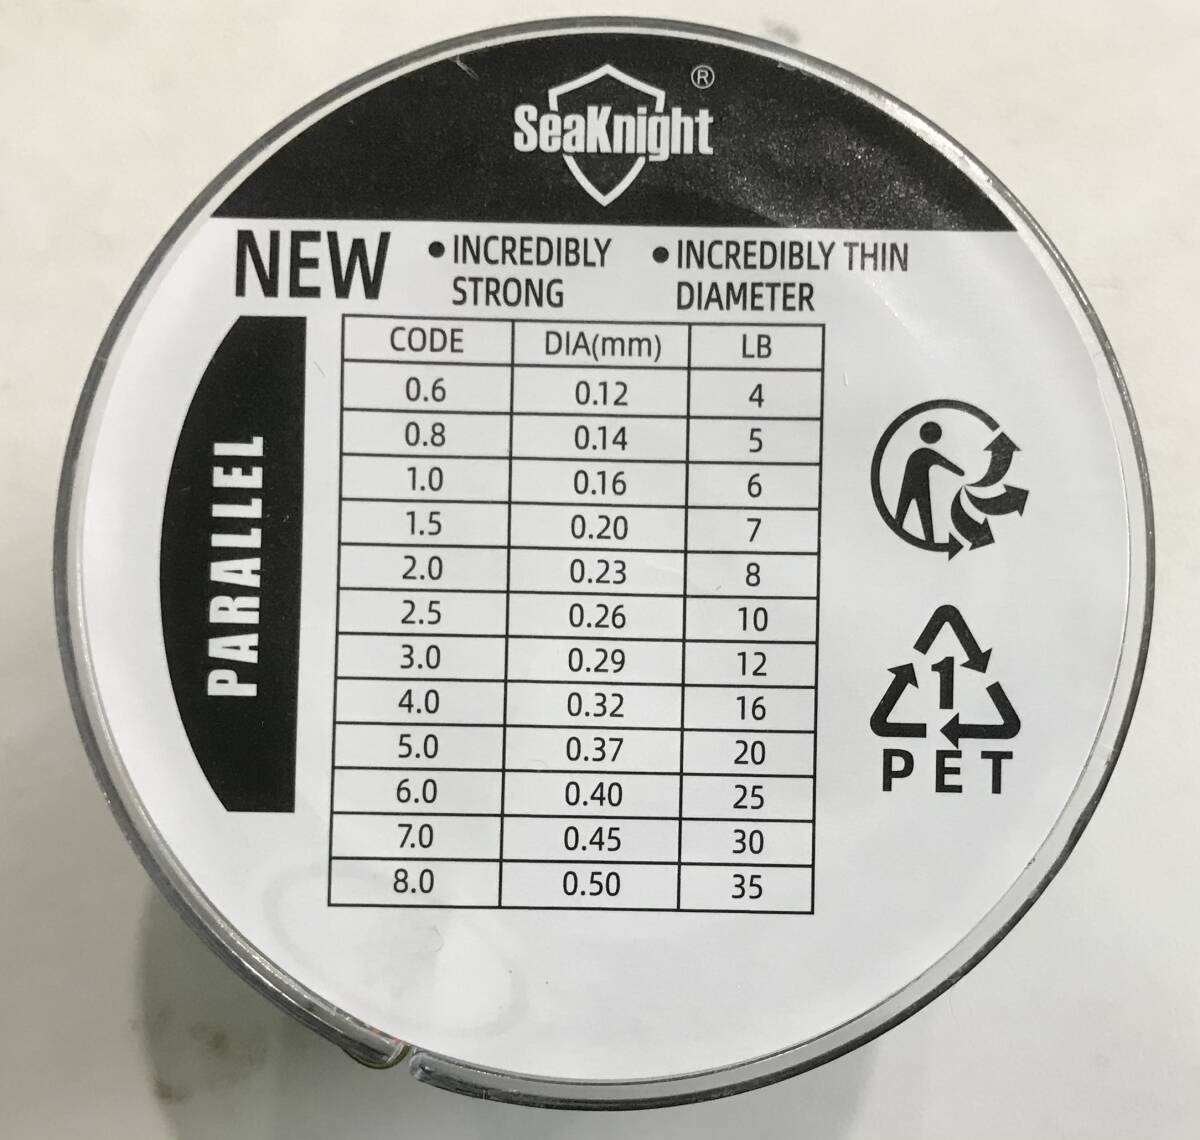 SeaKnight ®
NEW
• INCREDIBLY
STRONG
• INCREDIBLY THIN
DIAMETER
PARALLEL
CODE DIA(mm) LB
0.6 0.12 4
0.8 0.14 5
1.0 0.16 6
1.5 0.20 7
2.0 0.23 8
2.5 0.26 10
3.0 0.29 12
4.0 0.32 16
5.0 0.37 20
6.0 0.40 25
7.0 0.45 30
8.0 0.50 35
1
PET